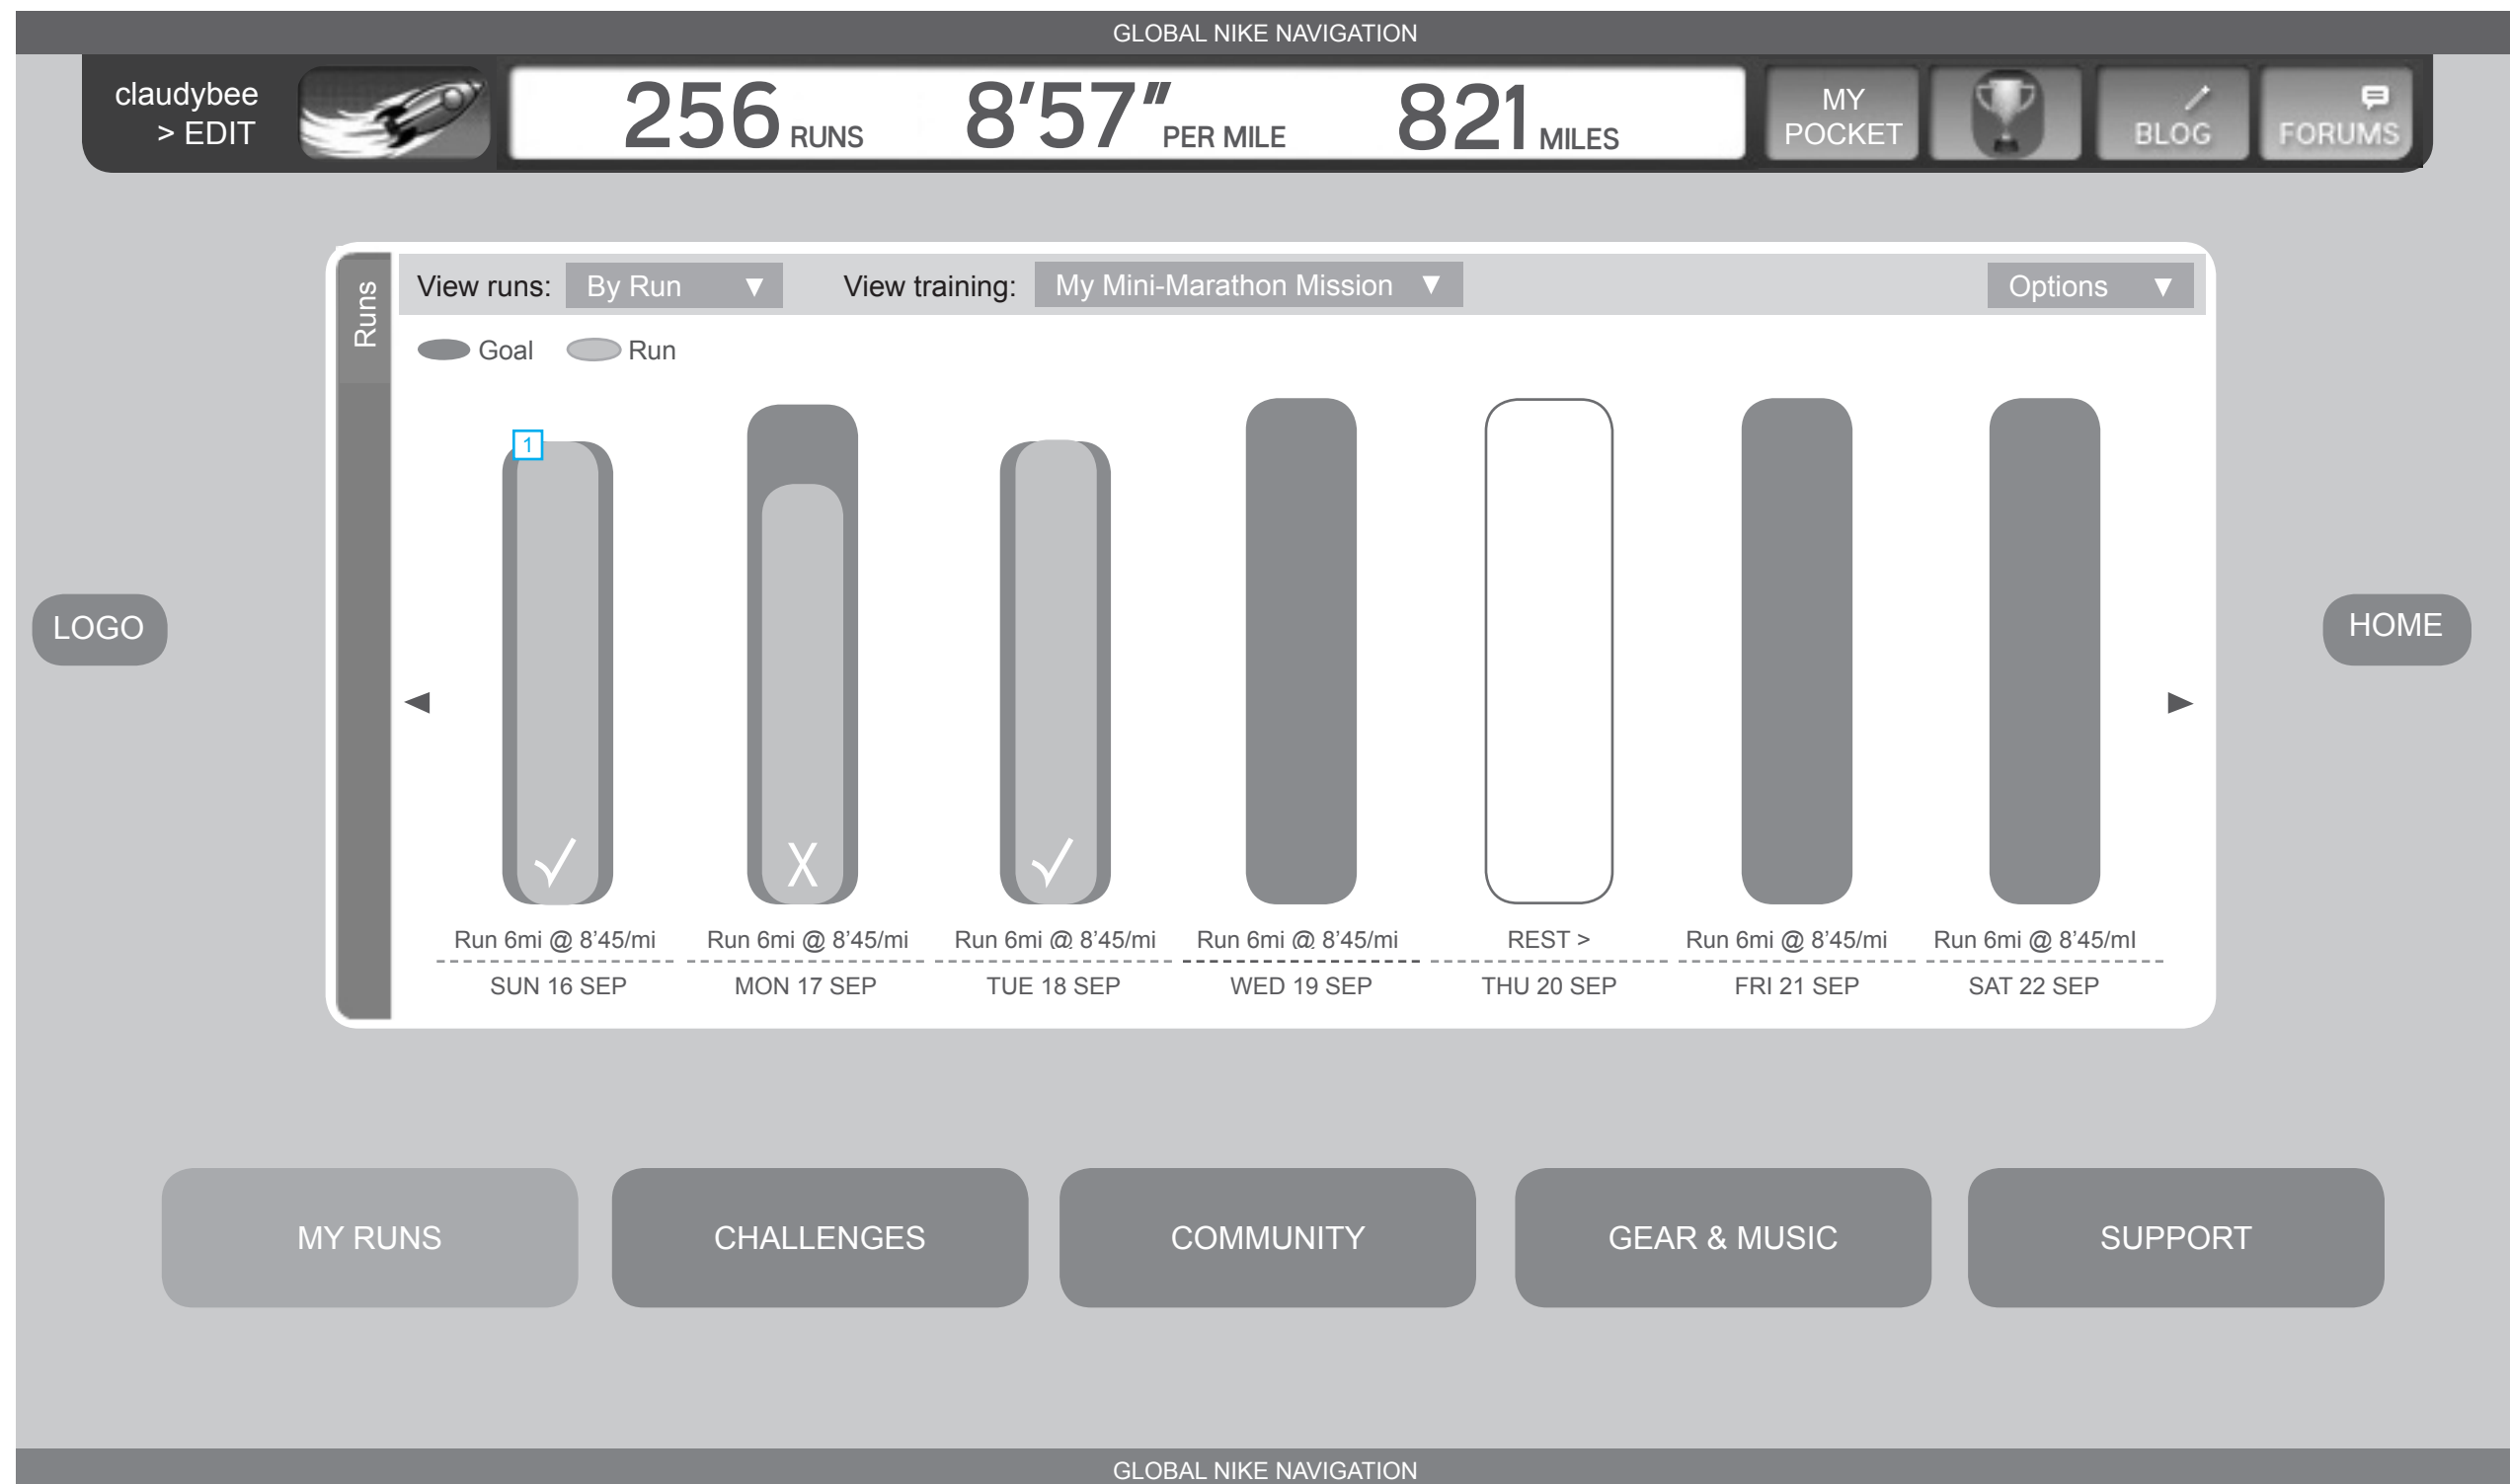 GLOBAL NIKE NAVIGATION
claudybee
> EDIT
256 RUNS
8'57" PER MILE
821 MILES
MY
POCKET
BLOG
FORUMS
Runs
View runs: By Run ▼
View training: My Mini-Marathon Mission ▼
Options ▼
Goal
Run
1
√
X
√
LOGO
HOME
Run 6mi @ 8’45/mi
Run 6mi @ 8’45/mi
Run 6mi @ 8’45/mi
Run 6mi @ 8’45/mi
REST >
Run 6mi @ 8’45/mi
Run 6mi @ 8’45/mI
SUN 16 SEP
MON 17 SEP
TUE 18 SEP
WED 19 SEP
THU 20 SEP
FRI 21 SEP
SAT 22 SEP
MY RUNS
CHALLENGES
COMMUNITY
GEAR & MUSIC
SUPPORT
GLOBAL NIKE NAVIGATION